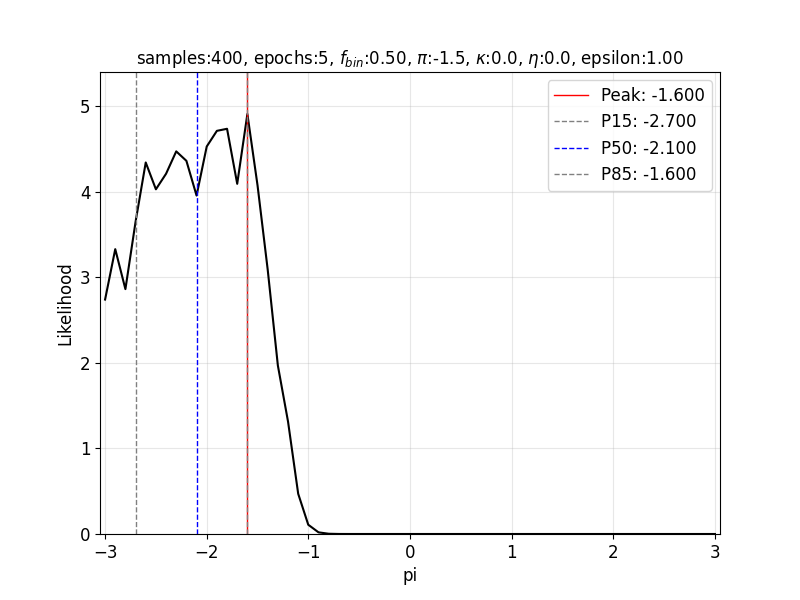 samples:400, epochs:5, f_bin:0.50, π:-1.5, κ:0.0, η:0.0, epsilon:1.00
Peak: -1.600
P15: -2.700
P50: -2.100
P85: -1.600
Likelihood
5
4
3
2
1
0
−3
−2
−1
0
1
2
3
pi